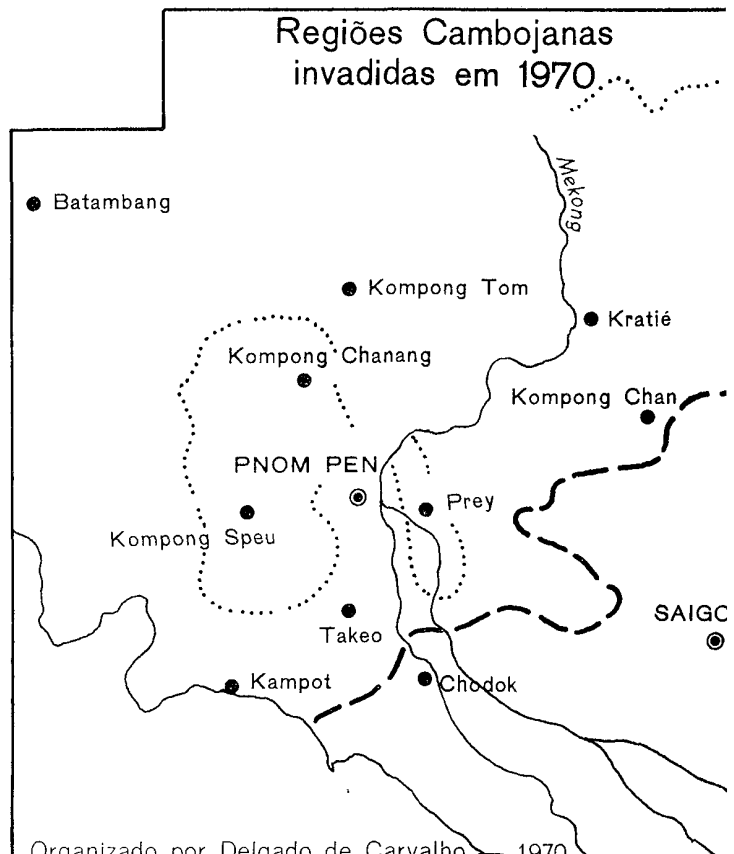 Regiões Cambojanas
invadidas em 1970
Mekong
Batambang
Kompong Tom
Kratié
Kompong Chanang
Kompong Chan
PNOM PEN
Prey
Kompong Speu
SAIGO
Takeo
Kampot
Chodok
Organizado por Delgado de Carvalho — 1970